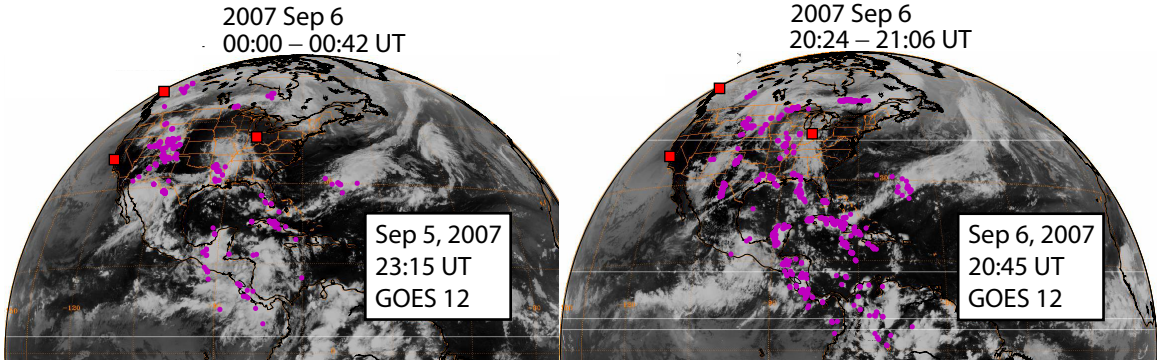 2007 Sep 6
00:00 – 00:42 UT
Sep 5, 2007
23:15 UT
GOES 12
2007 Sep 6
20:24 – 21:06 UT
Sep 6, 2007
20:45 UT
GOES 12